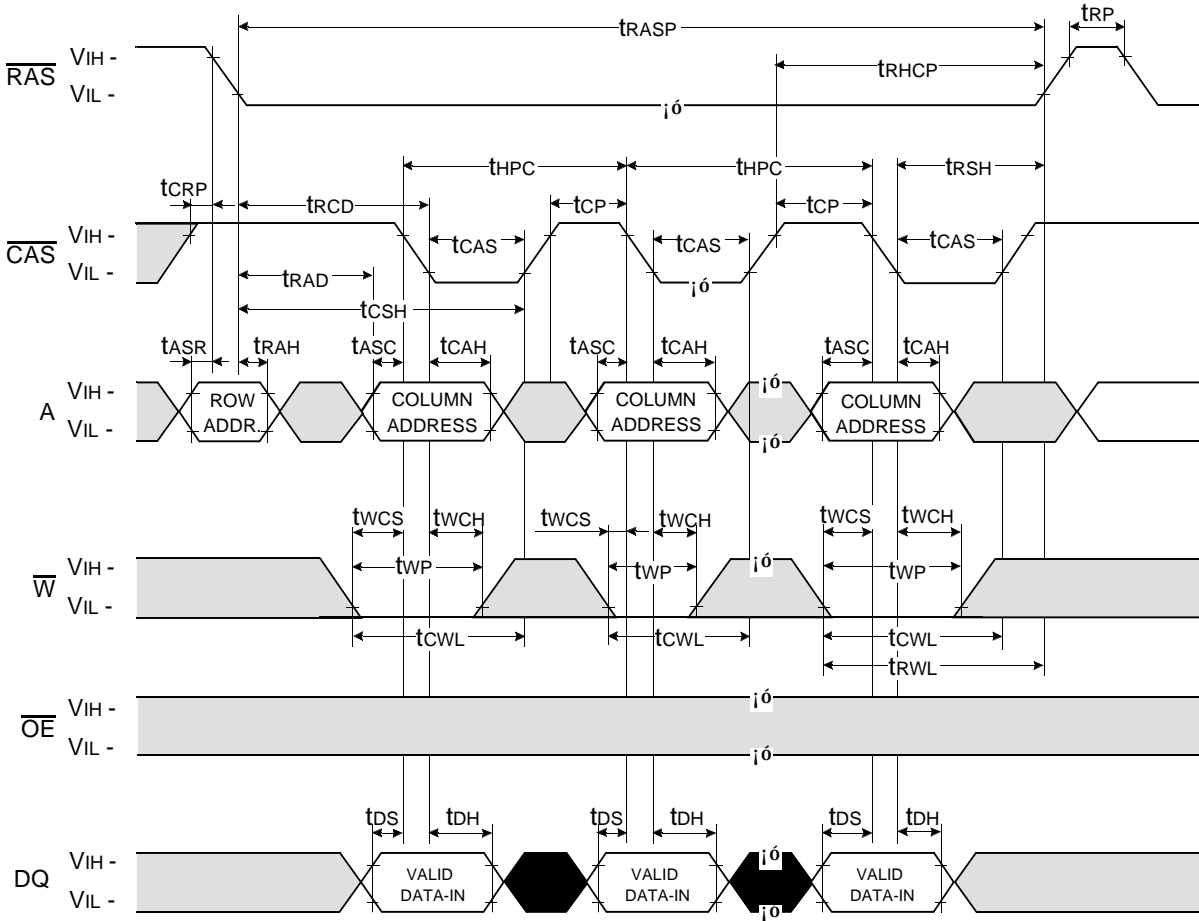 tRASP
tRP
RAS
VIH -
VIL -
tRHCP
¡ó
tCRP
tRCD
tHPC
tHPC
tRSH
tCP
tCP
CAS
VIH -
VIL -
tCAS
tCAS
tCAS
¡ó
tRAD
tCSH
tASR
tRAH
tASC
tCAH
tASC
tCAH
tASC
tCAH
A
VIH -
VIL -
ROW
ADDR.
COLUMN
ADDRESS
COLUMN
ADDRESS
¡ó
¡ó
COLUMN
ADDRESS
tWCS
tWCH
tWCS
tWCH
tWCS
tWCH
tWP
tWP
tWP
W
VIH -
VIL -
¡ó
tCWL
tCWL
tCWL
tRWL
OE
VIH -
VIL -
¡ó
¡ó
tDS
tDH
tDS
tDH
tDS
tDH
DQ
VIH -
VIL -
VALID
DATA-IN
VALID
DATA-IN
¡ó
¡ó
VALID
DATA-IN